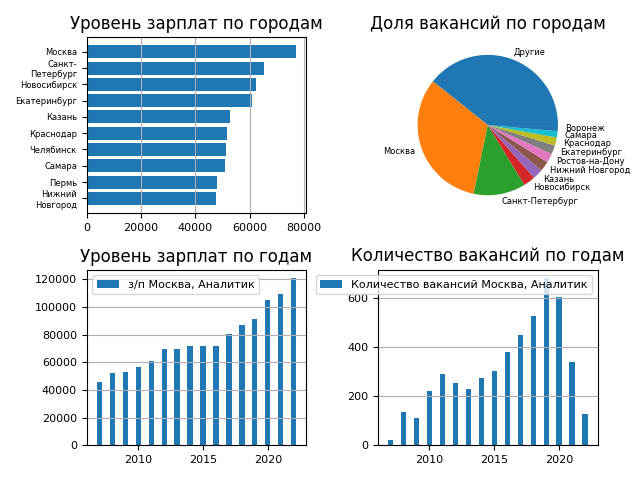 Уровень зарплат по городам
Москва
Санкт-
Петербург
Новосибирск
Екатеринбург
Казань
Краснодар
Челябинск
Самара
Пермь
Нижний
Новгород
0 20000 40000 60000 80000
Доля вакансий по городам
Другие
Москва
Санкт-Петербург
Новосибирск
Казань
Нижний Новгород
Ростов-на-Дону
Екатеринбург
Краснодар
Самара
Воронеж
Уровень зарплат по годам
з/п Москва, Аналитик
120000
100000
80000
60000
40000
20000
0
2010 2015 2020
Количество вакансий по годам
Количество вакансий Москва, Аналитик
600
400
200
0
2010 2015 2020